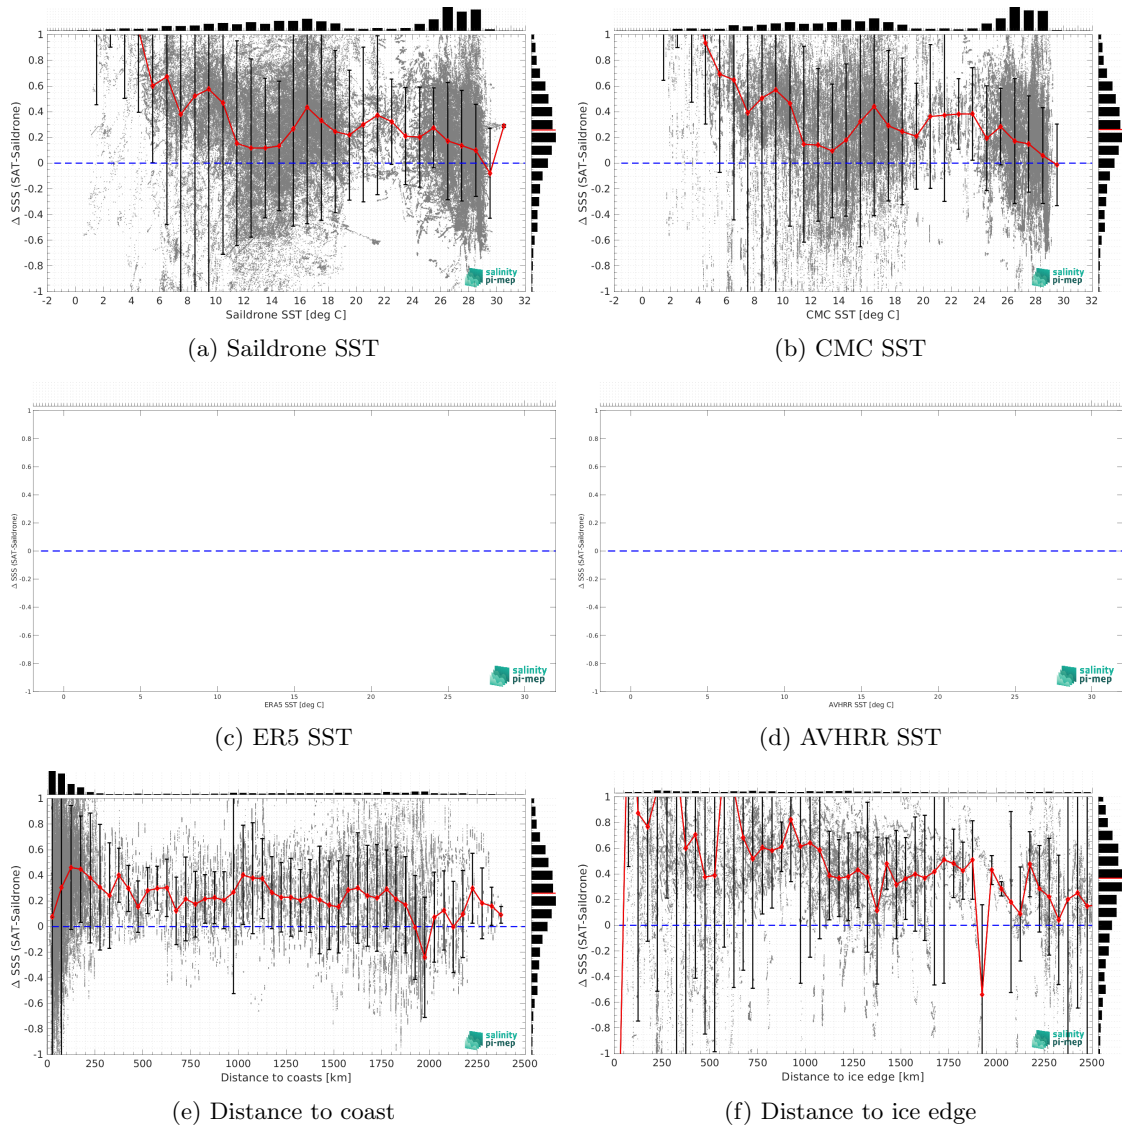 Δ SSS (SAT-Saildrone)
1
0.8
0.6
0.4
0.2
0
-0.2
-0.4
-0.6
-0.8
-1
-2 0 2 4 6 8 10 12 14 16 18 20 22 24 26 28 30 32
Saildrone SST [deg C]
salinity
pi-mep
(a) Saildrone SST
Δ SSS (SAT-Saildrone)
1
0.8
0.6
0.4
0.2
0
-0.2
-0.4
-0.6
-0.8
-1
-2 0 2 4 6 8 10 12 14 16 18 20 22 24 26 28 30 32
CMC SST [deg C]
salinity
pi-mep
(b) CMC SST
Δ SSS (SAT-Saildrone)
1
0.8
0.6
0.4
0.2
0
-0.2
-0.4
-0.6
-0.8
-1
0 5 10 15 20 25 30
ERA5 SST [deg C]
salinity
pi-mep
(c) ER5 SST
Δ SSS (SAT-Saildrone)
1
0.8
0.6
0.4
0.2
0
-0.2
-0.4
-0.6
-0.8
-1
0 5 10 15 20 25 30
AVHRR SST [deg C]
salinity
pi-mep
(d) AVHRR SST
Δ SSS (SAT-Saildrone)
1
0.8
0.6
0.4
0.2
0
-0.2
-0.4
-0.6
-0.8
-1
0 250 500 750 1000 1250 1500 1750 2000 2250 2500
Distance to coasts [km]
salinity
pi-mep
(e) Distance to coast
Δ SSS (SAT-Saildrone)
1
0.8
0.6
0.4
0.2
0
-0.2
-0.4
-0.6
-0.8
-1
0 250 500 750 1000 1250 1500 1750 2000 2250 2500
Distance to ice edge [km]
salinity
pi-mep
(f) Distance to ice edge